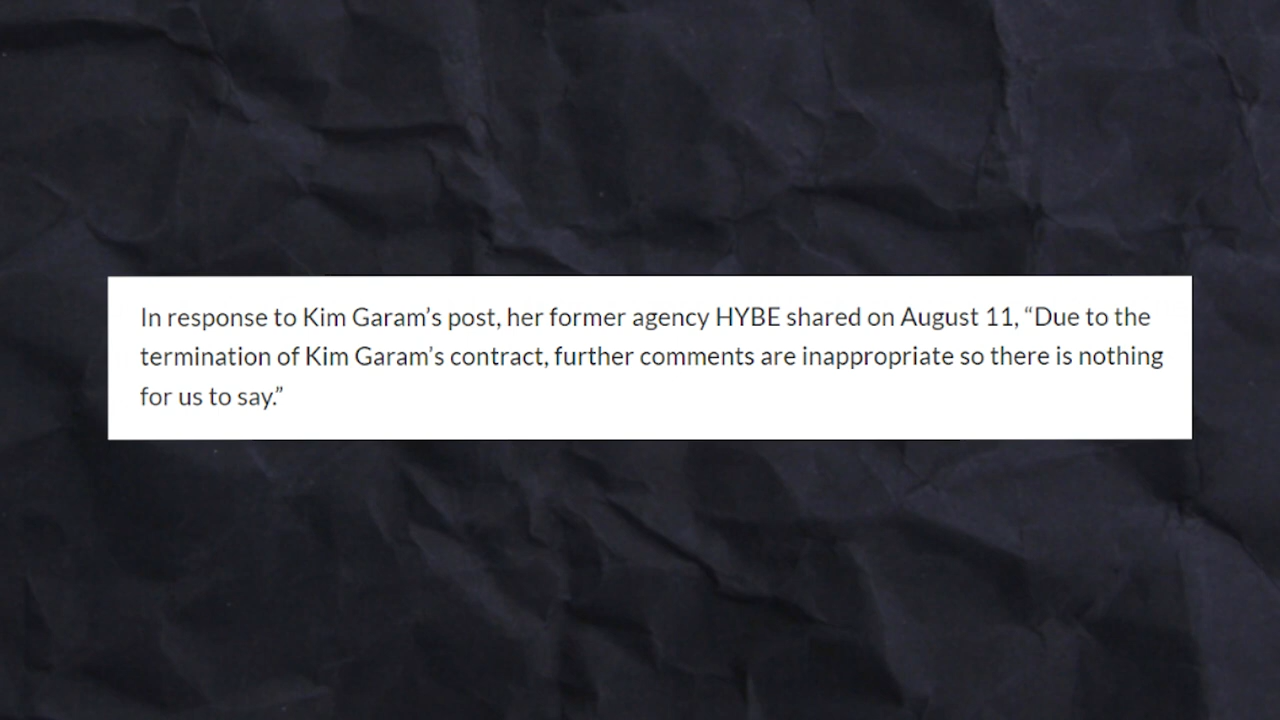 In response to Kim Garam’s post, her former agency HYBE shared on August 11, “Due to the
termination of Kim Garam’s contract, further comments are inappropriate so there is nothing
for us to say.”